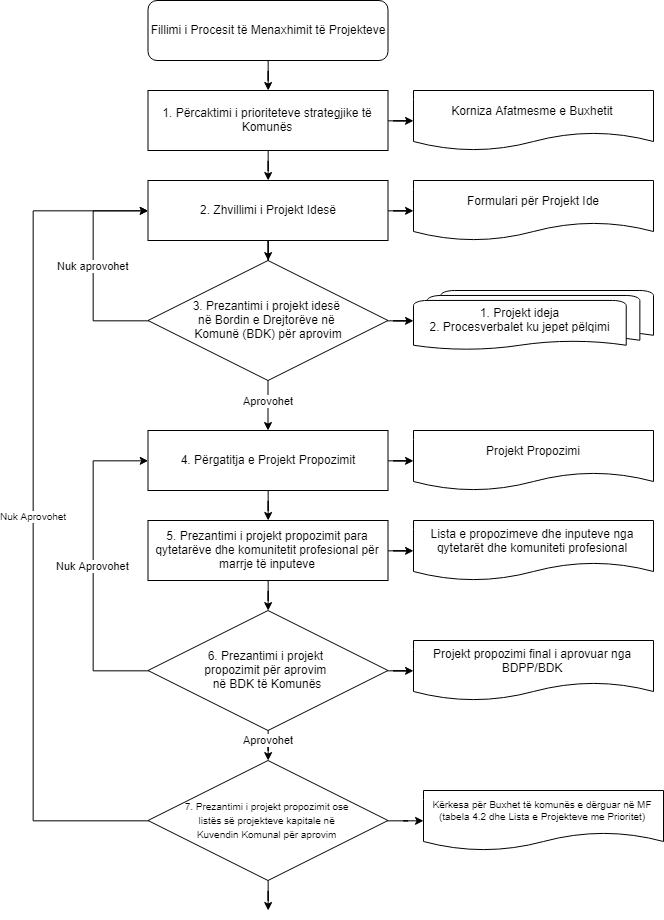 Fillimi i Procesit të Menaxhimit të Projekteve
1. Përcaktimi i prioriteteve strategjike të
Komunës
Korniza Afatmesme e Buxhetit
2. Zhvillimi i Projekt Idesë
Formulari për Projekt Ide
Nuk aprovohet
3. Prezantimi i projekt idesë
në Bordin e Drejtorëve në
Komunë (BDK) për aprovim
1. Projekt ideja
2. Procesverbalet ku jepet pëlqimi
Aprovohet
4. Përgatitja e Projekt Propozimit
Projekt Propozimi
Nuk Aprovohet
5. Prezantimi i projekt propozimit para
qytetarëve dhe komunitetit profesional për
marrje të inputeve
Lista e propozimeve dhe inputeve nga
qytetarët dhe komuniteti profesional
Nuk Aprovohet
6. Prezantimi i projekt
propozimit për aprovim
në BDK të Komunës
Projekt propozimi final i aprovuar nga
BDPP/BDK
Aprovohet
7. Prezantimi i projekt propozimit ose
listës së projekteve kapitale në
Kuvendin Komunal për aprovim
Kërkesa për Buxhet të komunës e dërguar në MF
(tabela 4.2 dhe Lista e Projekteve me Prioritet)